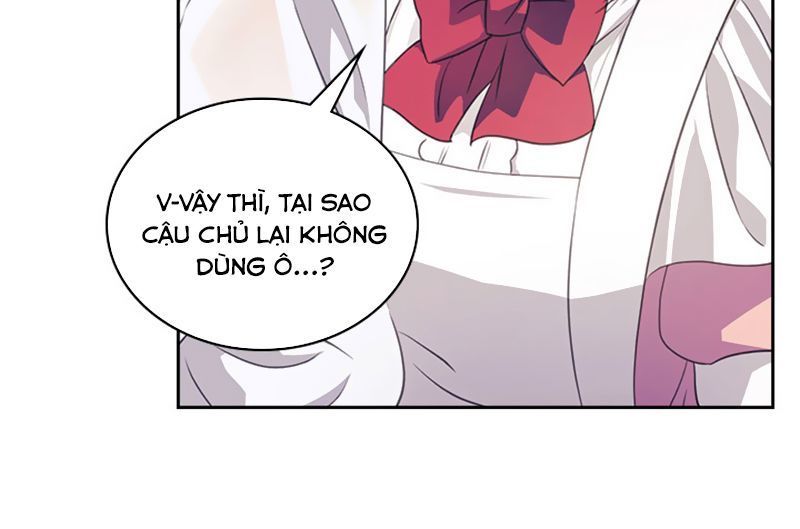 V-VẬY THÌ, TẠI SAO
CẬU CHỦ LẠI KHÔNG
DÙNG Ô...?